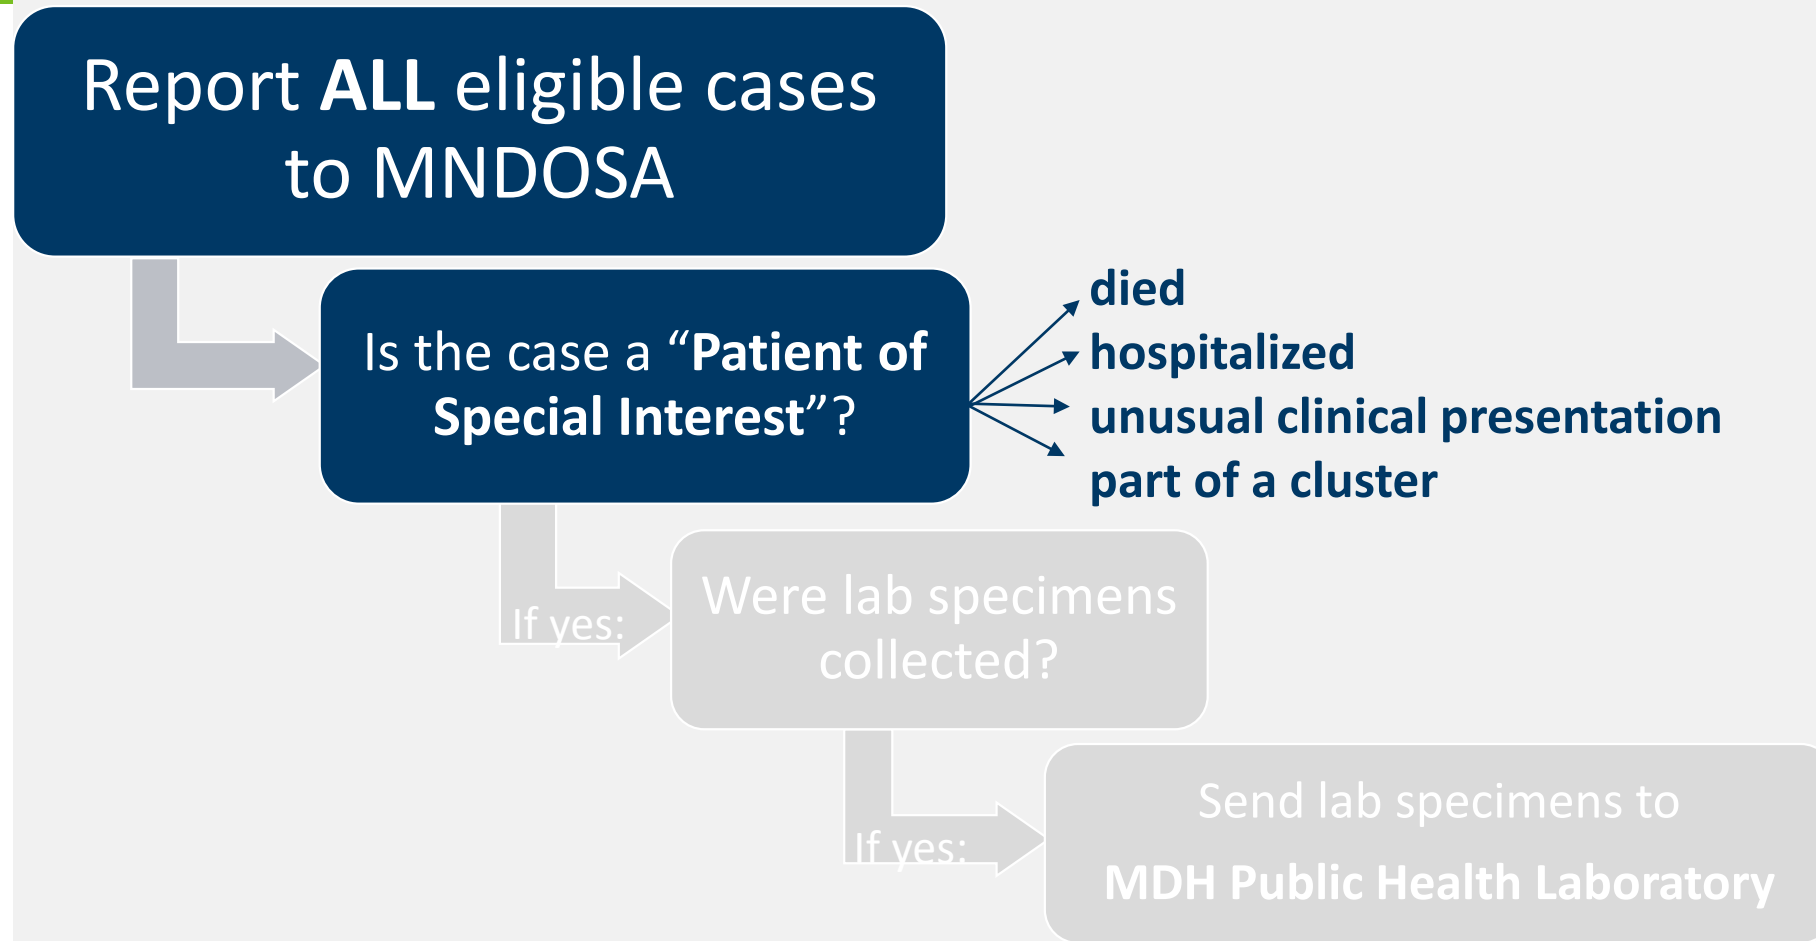 Report ALL eligible cases
to MNDOSA
Is the case a “Patient of
Special Interest”?
died
hospitalized
unusual clinical presentation
part of a cluster
If yes:
Were lab specimens
collected?
If yes:
Send lab specimens to
MDH Public Health Laboratory